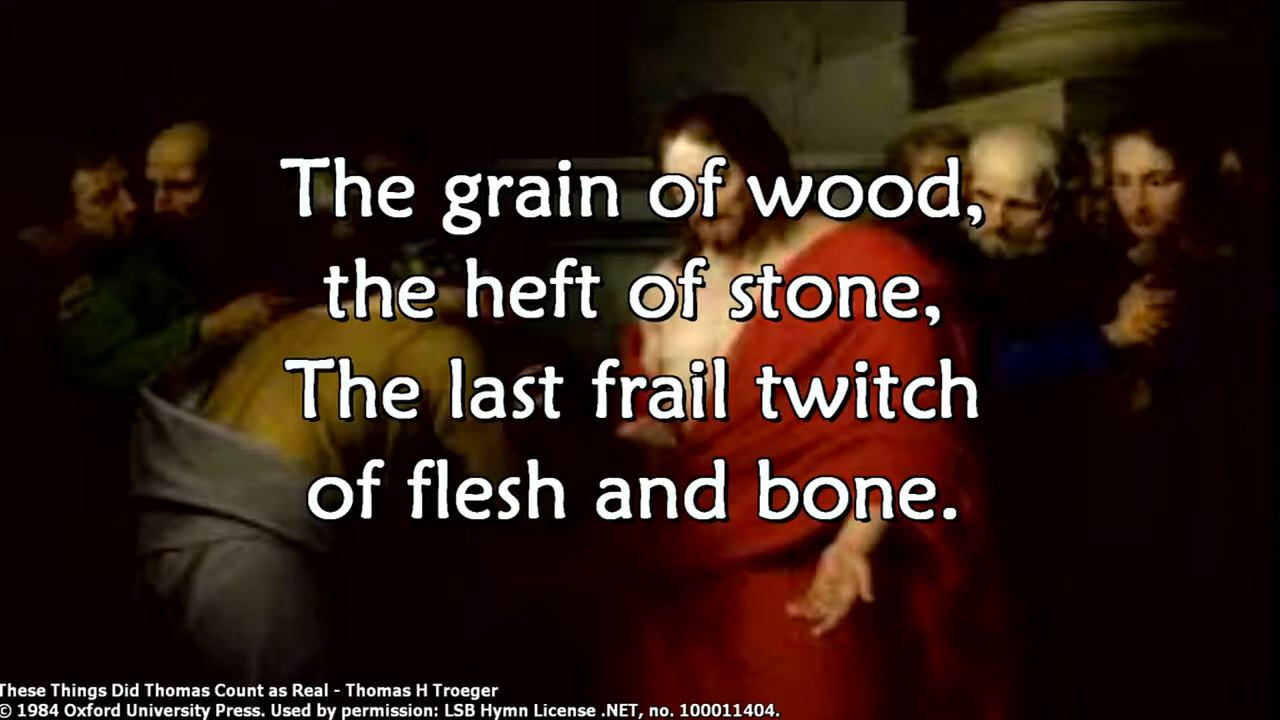 The grain of wood,
the heft of stone,
The last frail twitch
of flesh and bone.
These Things Did Thomas Count as Real - Thomas H Troeger
© 1984 Oxford University Press. Used by permission: LSB Hymn License .NET, no. 100011404.